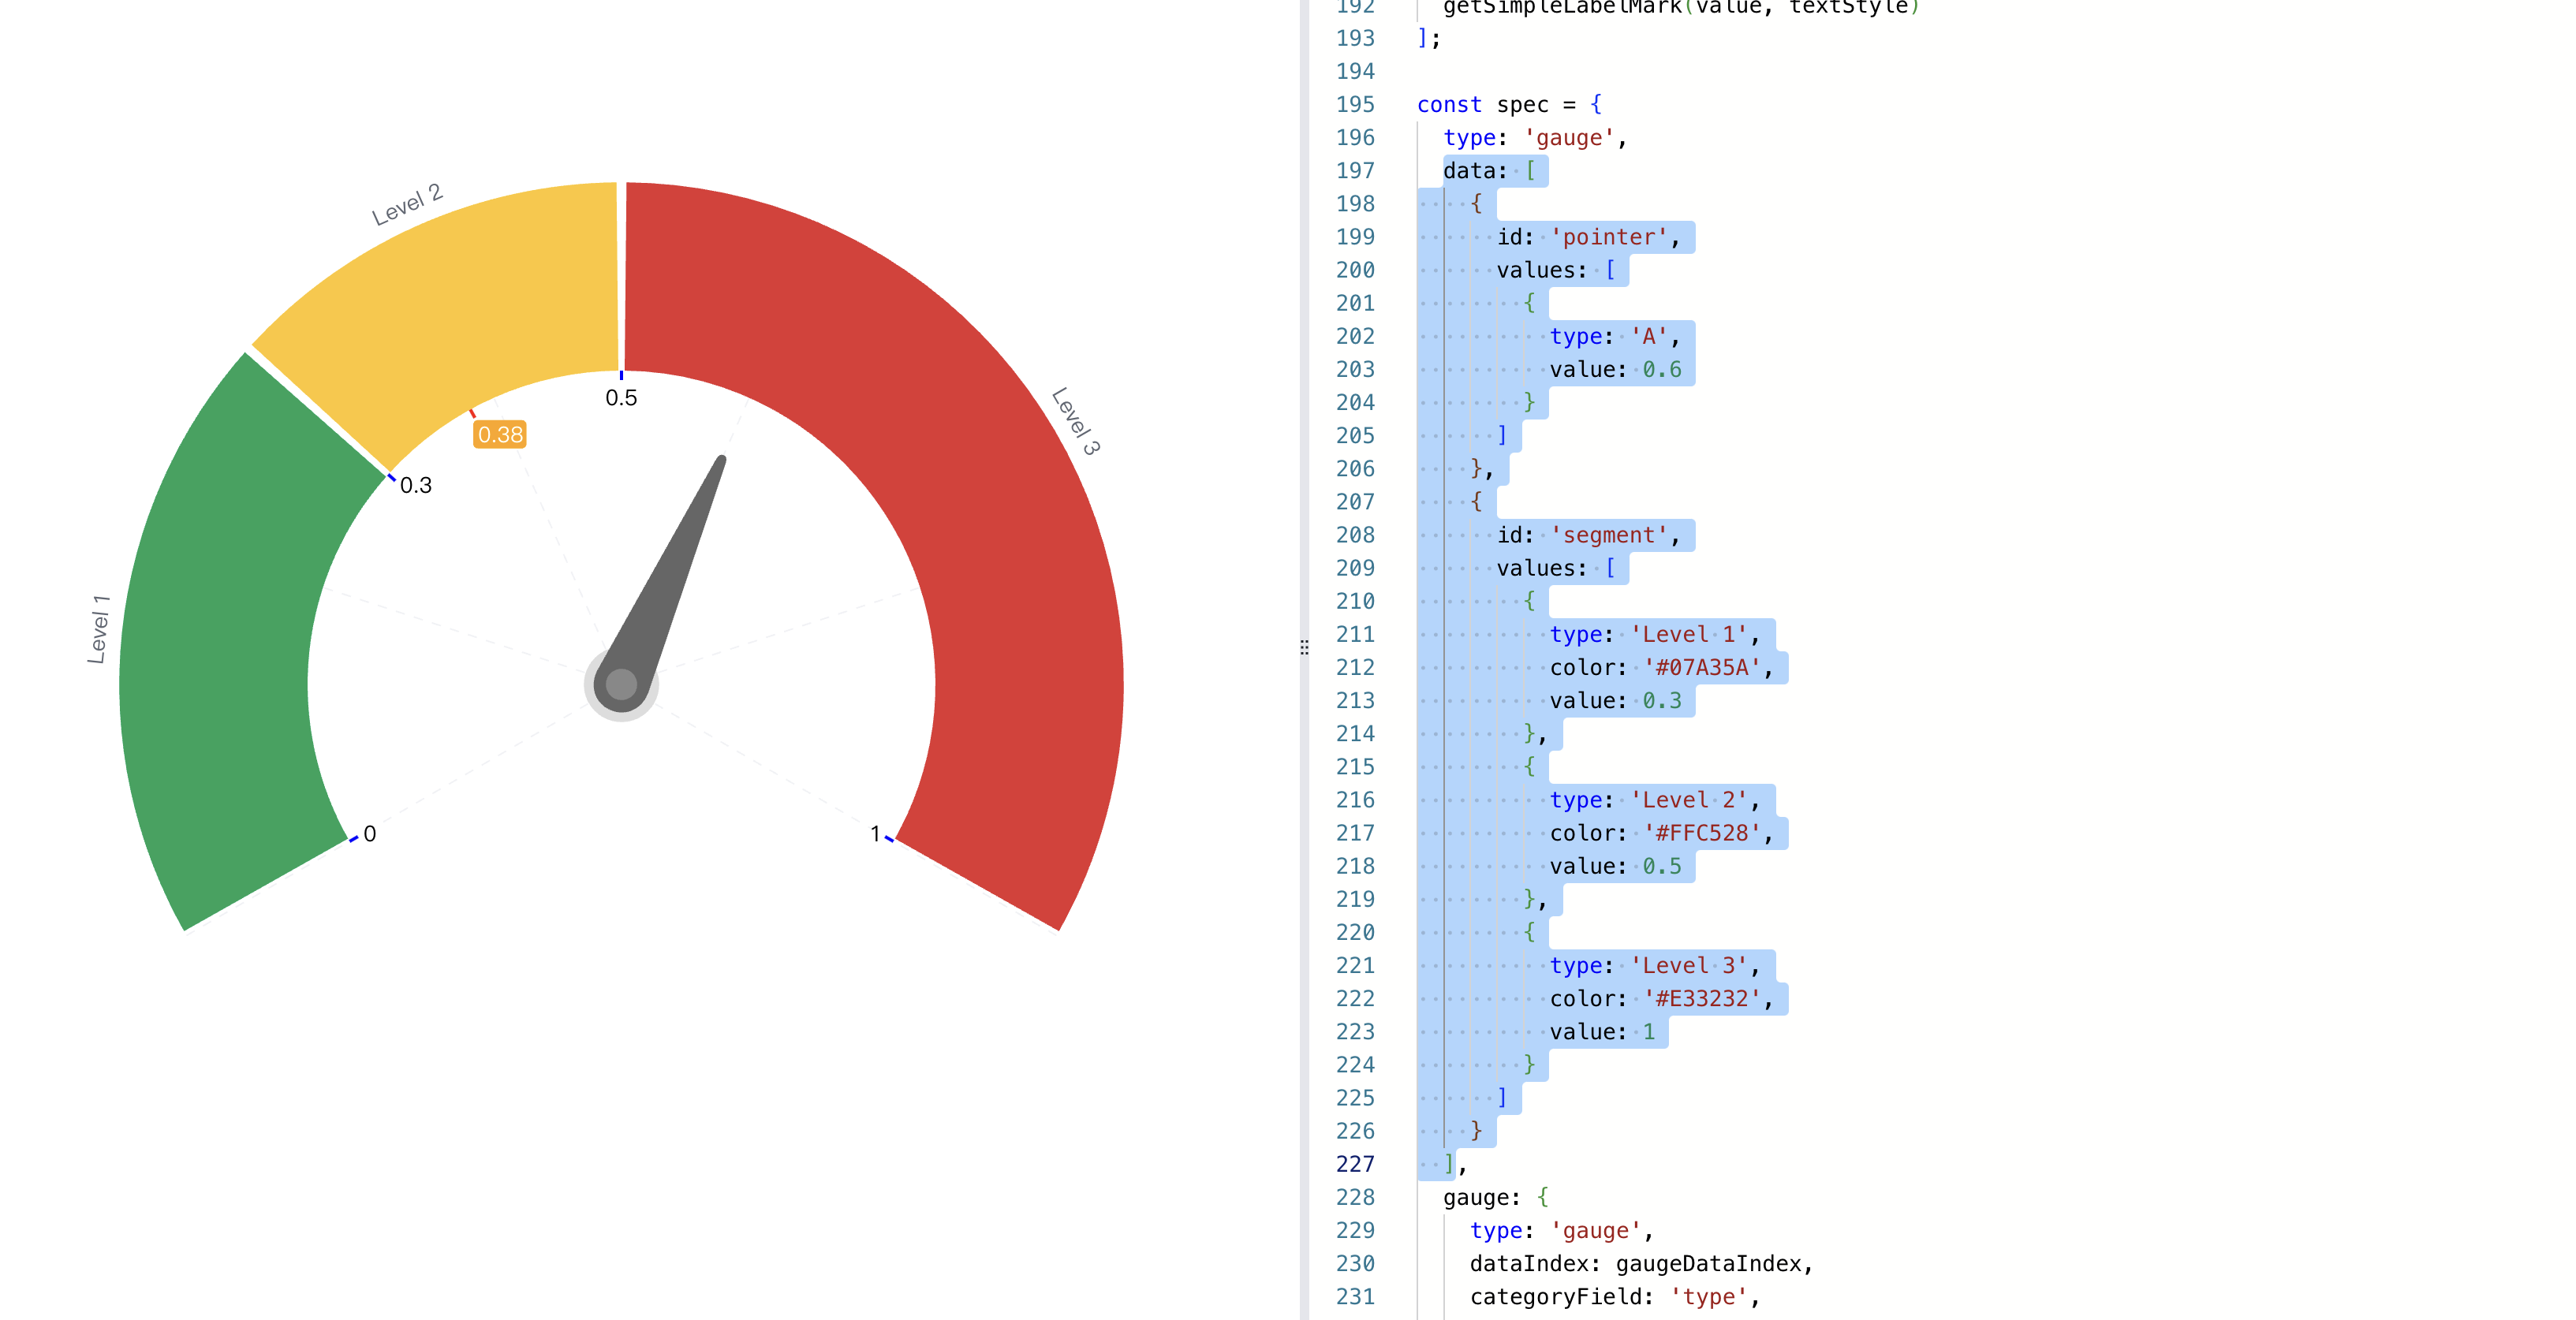 Level 2
Level 3
0.5
0.38
0.3
Level 1
0
1
192 getSimpleLabelMark(value, textStyle)
193 ];
194
195 const spec = {
196 type: 'gauge',
197 data: [
198 {
199 id: 'pointer',
200 values: [
201 {
202 type: 'A',
203 value: 0.6
204 }
205 ]
206 },
207 {
208 id: 'segment',
209 values: [
210 {
211 type: 'Level 1',
212 color: '#07A35A',
213 value: 0.3
214 },
215 {
216 type: 'Level 2',
217 color: '#FFC528',
218 value: 0.5
219 },
220 {
221 type: 'Level 3',
222 color: '#E33232',
223 value: 1
224 }
225 ]
226 }
227 ],
228 gauge: {
229 type: 'gauge',
230 dataIndex: gaugeDataIndex,
231 categoryField: 'type',